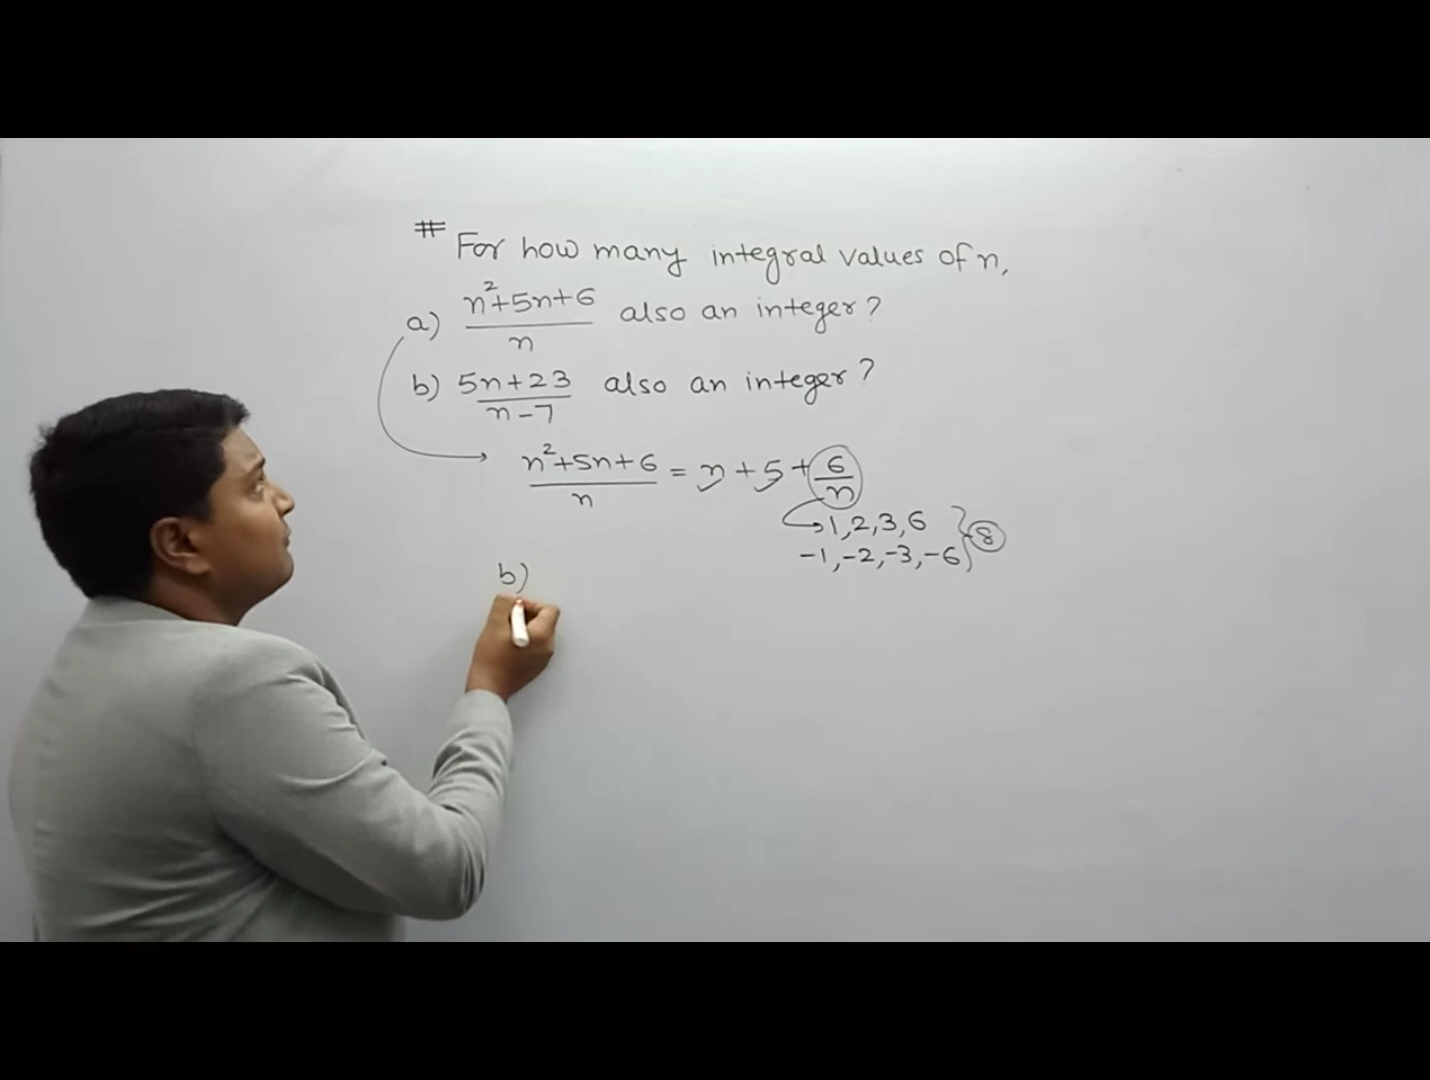 # For how many integral values of n,
a) n²+5n+6/n also an integer?
b) 5n+23/n-7 also an integer?
n²+5n+6/n = n+5+6/n
1,2,3,6
-1,-2,-3,-6 } 8
b)